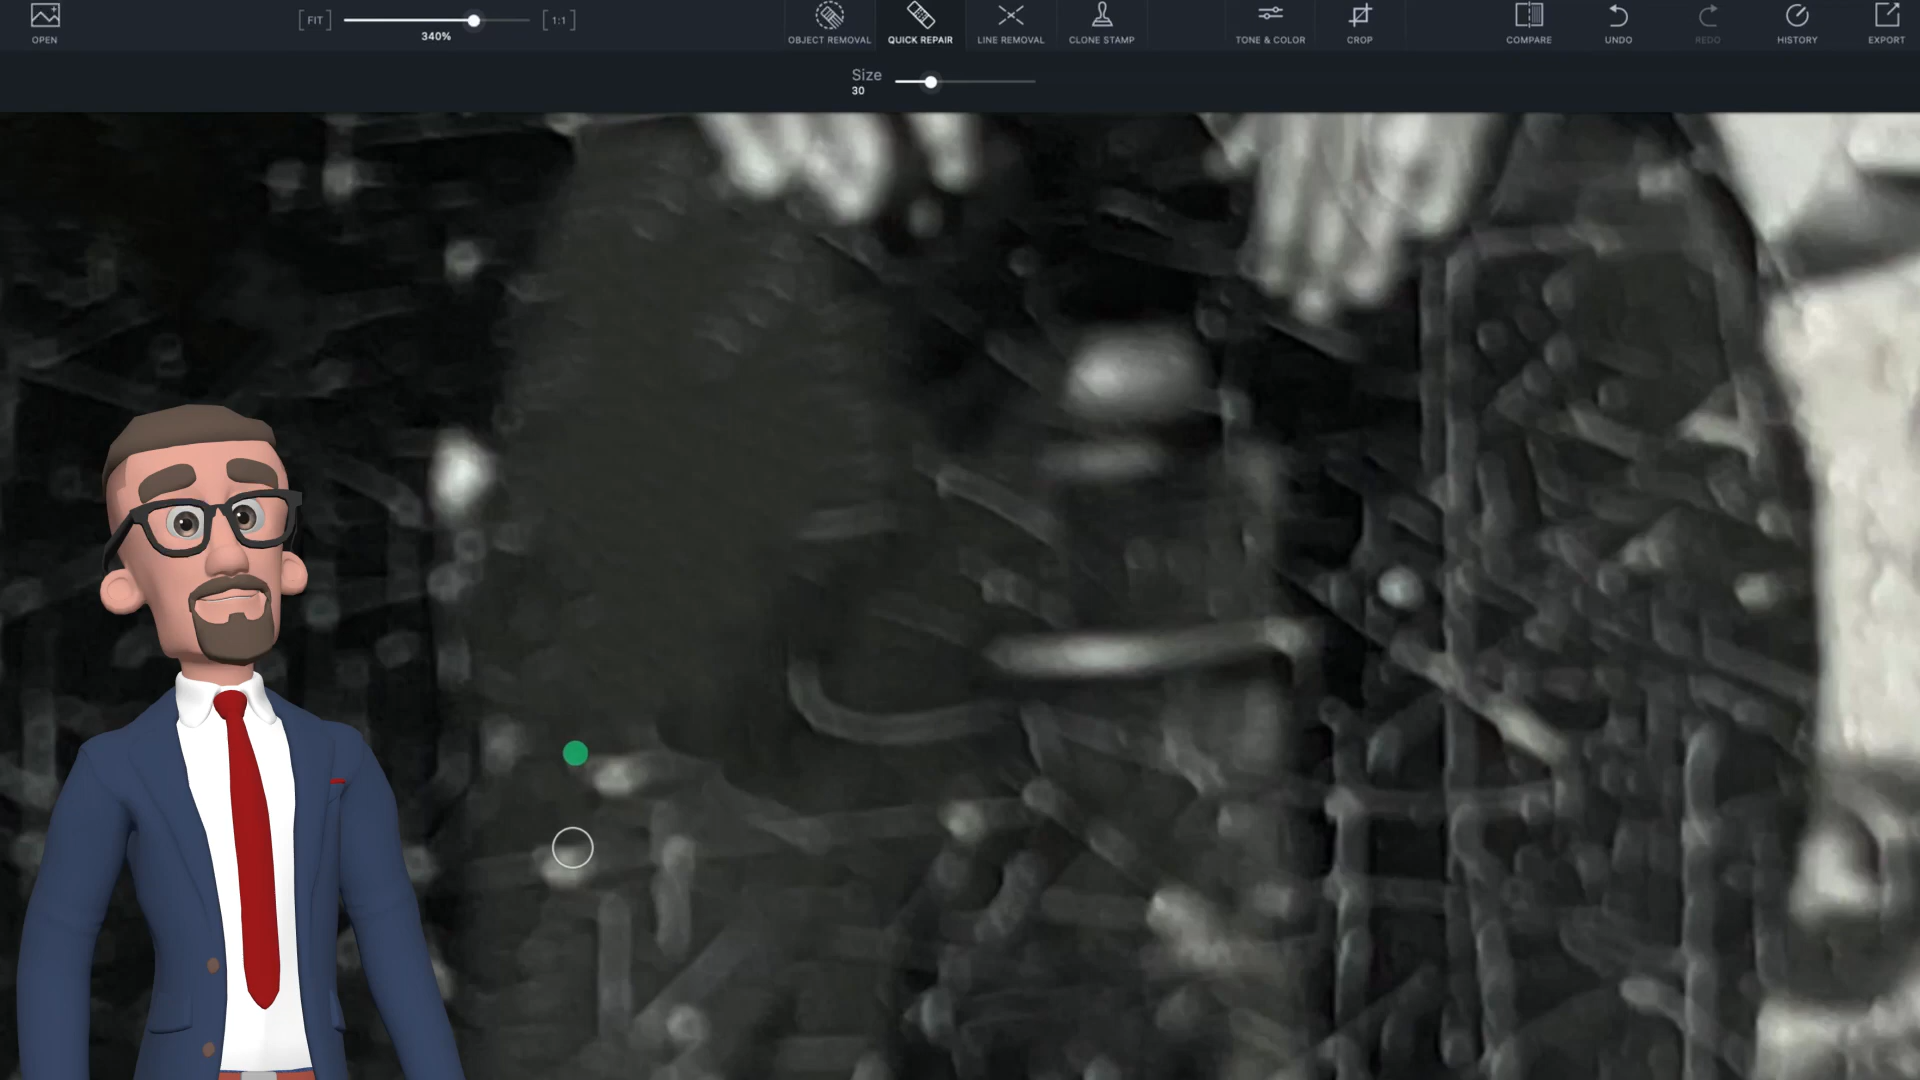 OPEN
FIT
340%
1:1
OBJECT REMOVAL
QUICK REPAIR
LINE REMOVAL
CLONE STAMP
TONE & COLOR
CROP
COMPARE
UNDO
REDO
HISTORY
EXPORT
Size
30